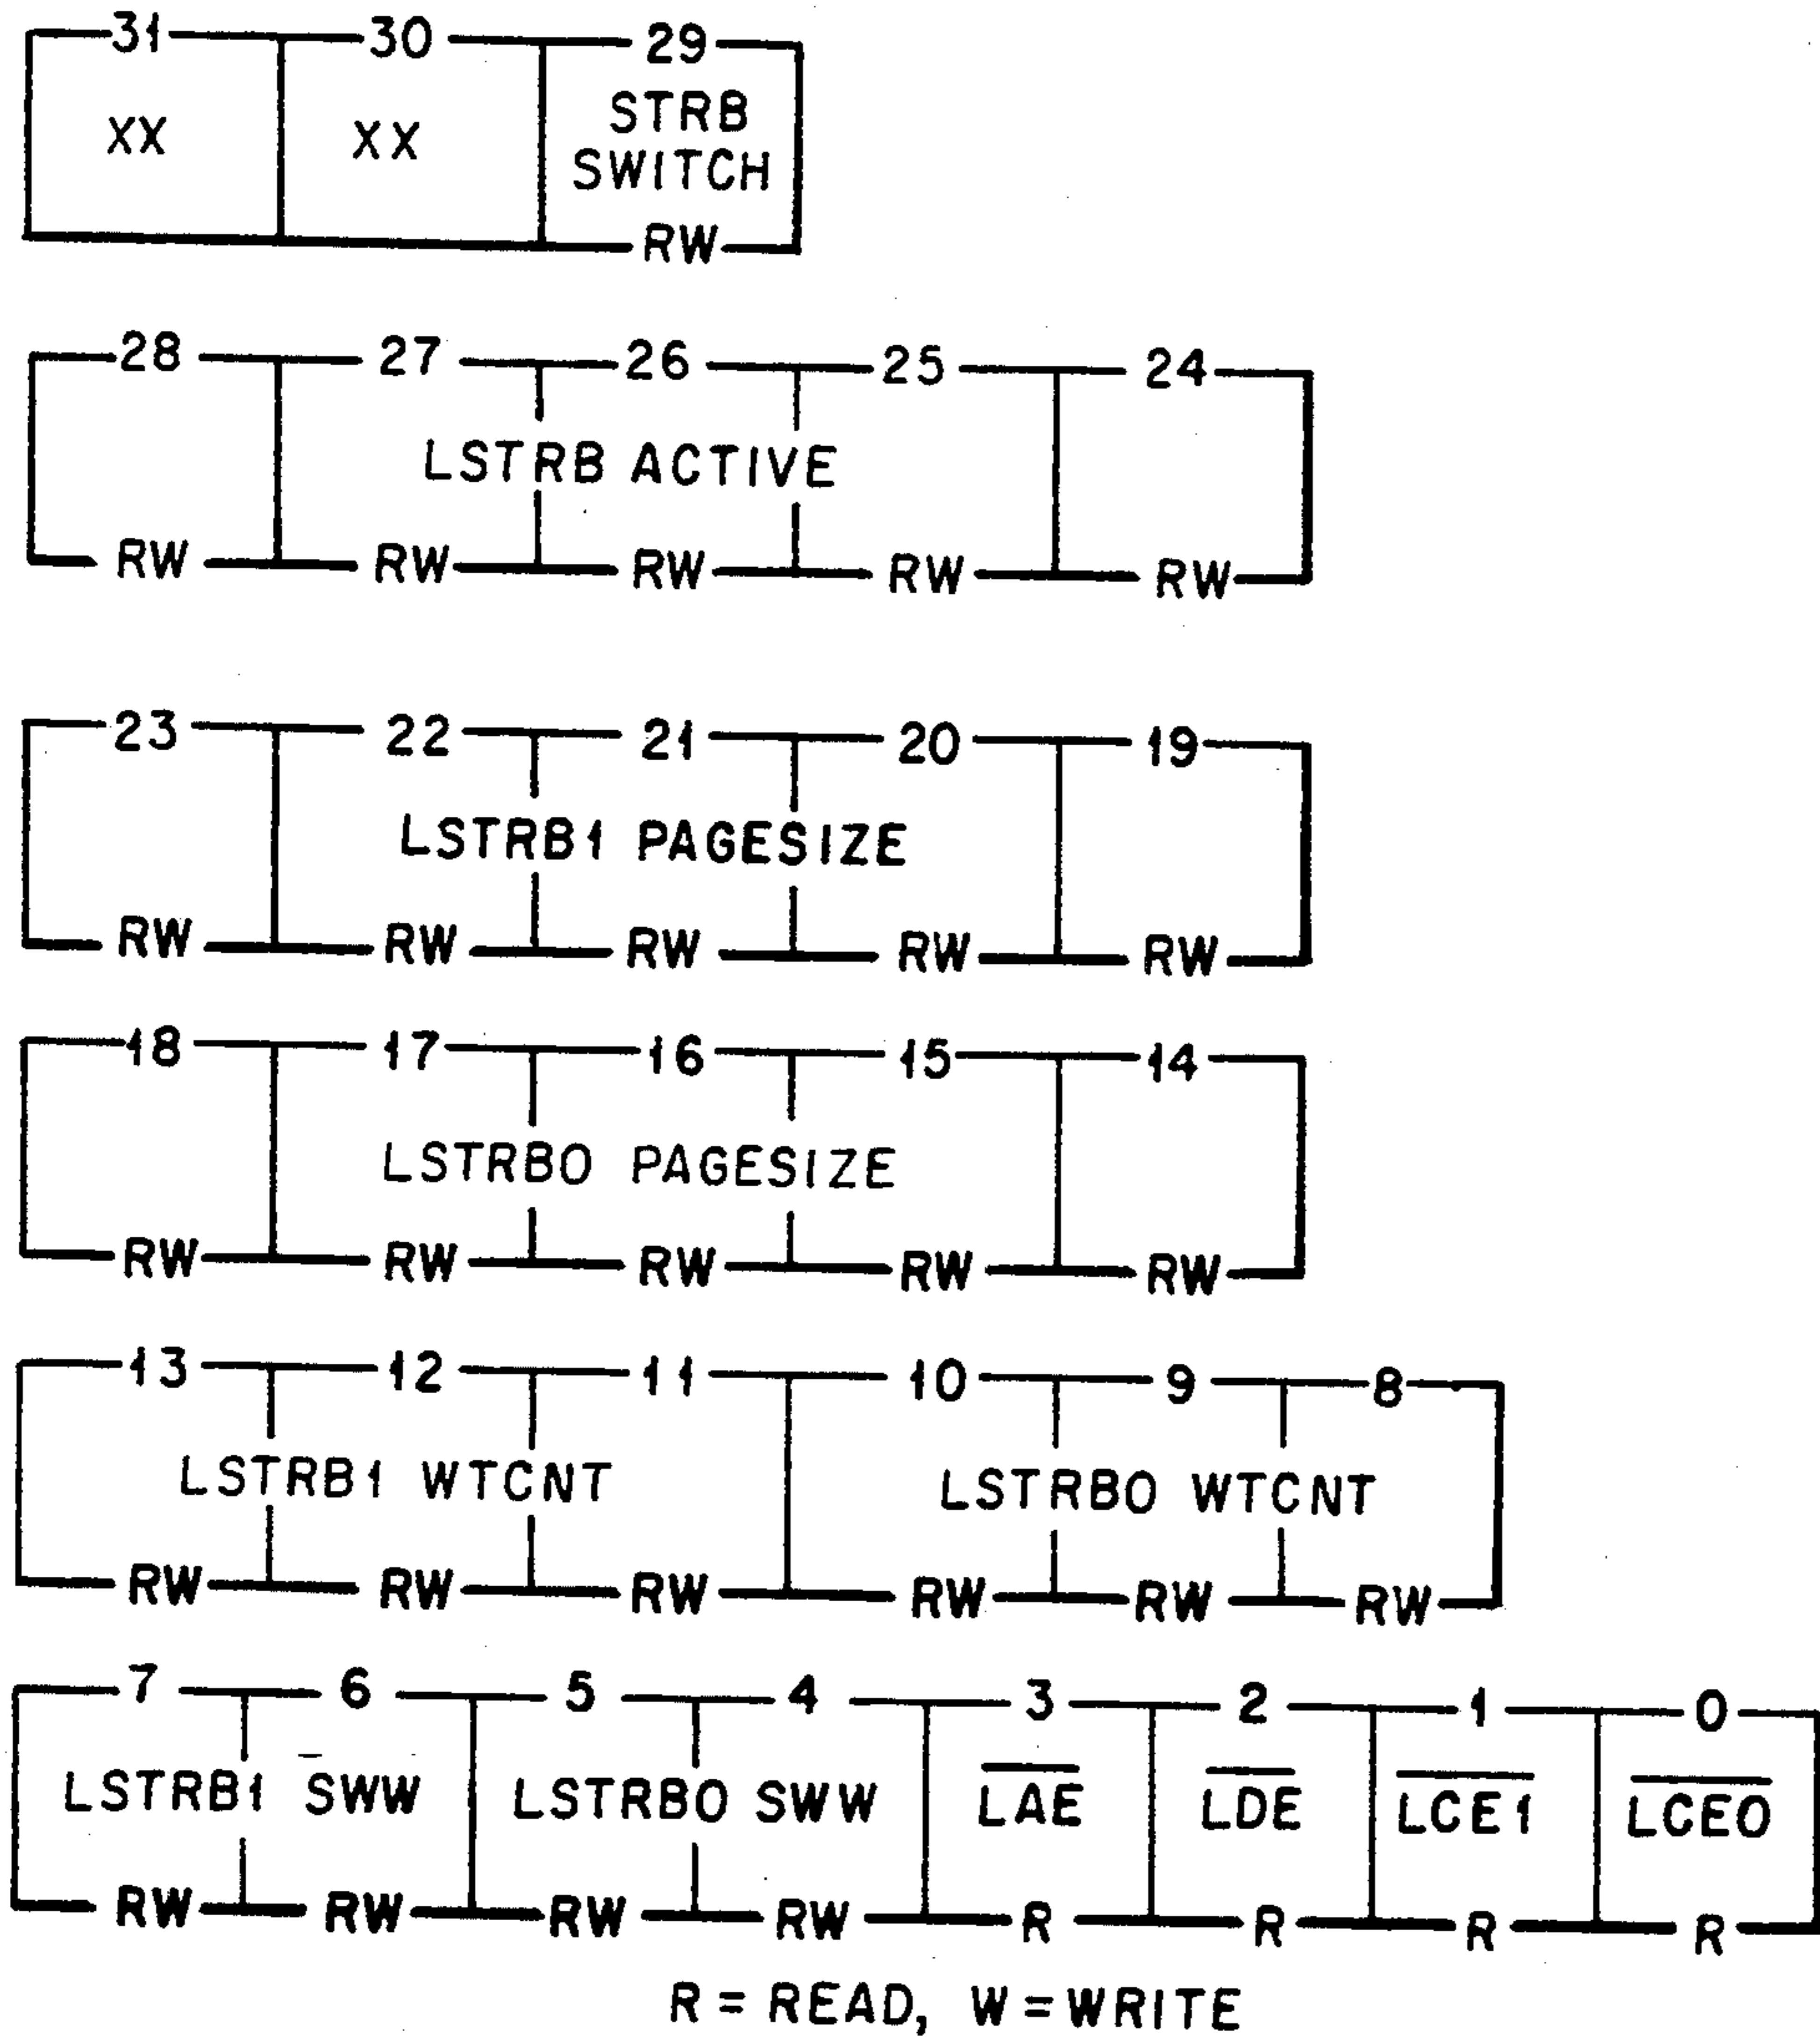 31 30 29
XX XX STRB
SWITCH
RW
28 27 26 25 24
LSTRB ACTIVE
RW RW RW RW RW
23 22 21 20 19
LSTRB1 PAGESIZE
RW RW RW RW RW
18 17 16 15 14
LSTRB0 PAGESIZE
RW RW RW RW RW
13 12 11 10 9 8
LSTRB1 WTCNT LSTRB0 WTCNT
RW RW RW RW RW RW
7 6 5 4 3 2 1 0
LSTRB1 SWW LSTRB0 SWW LAE LDE LCE1 LCE0
RW RW RW RW R R R R
R = READ, W = WRITE